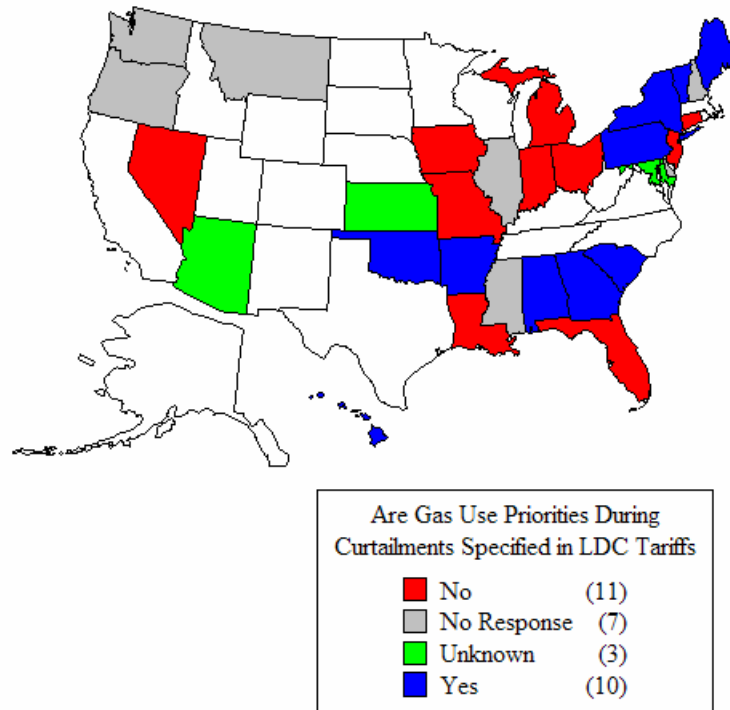 Are Gas Use Priorities During
Curtailments Specified in LDC Tariffs
No (11)
No Response (7)
Unknown (3)
Yes (10)